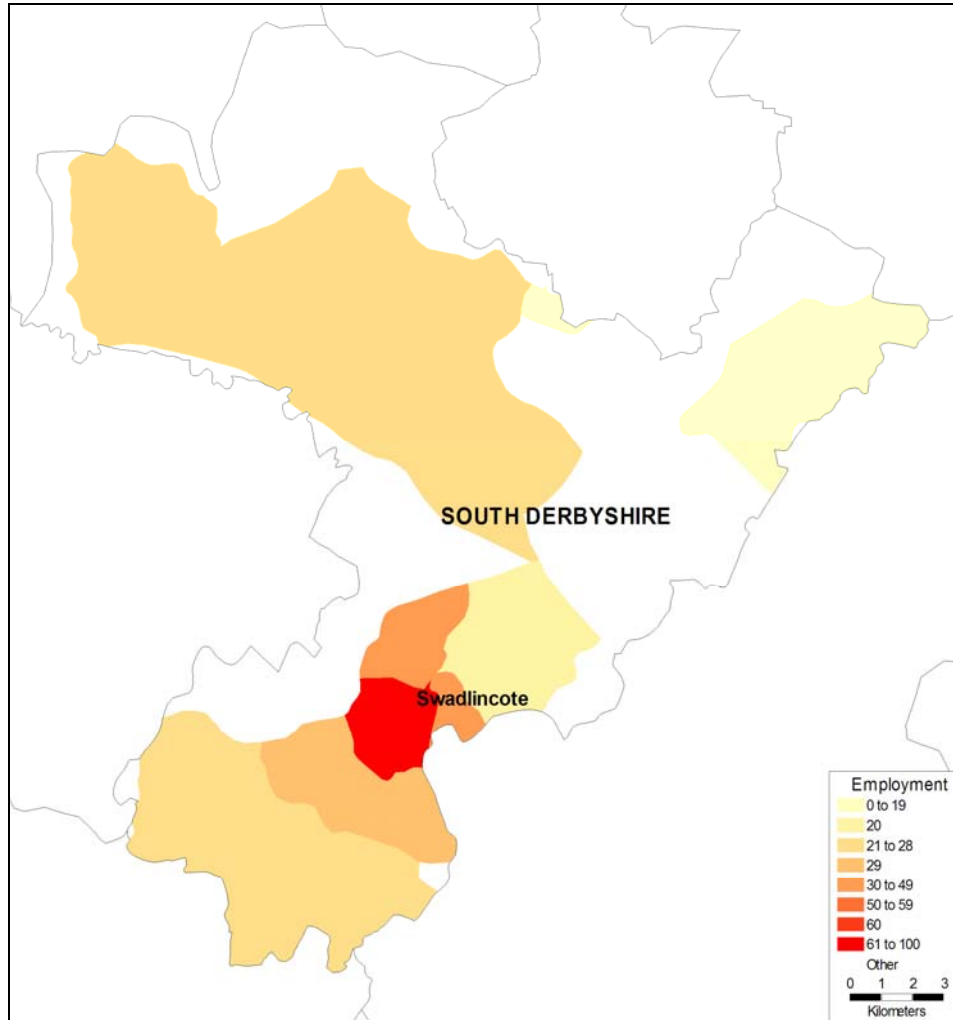 SOUTH DERBYSHIRE
Swadlincote
Employment
0 to 19
20
21 to 28
29
30 to 49
50 to 59
60
61 to 100
Other
0 1 2 3
Kilometers